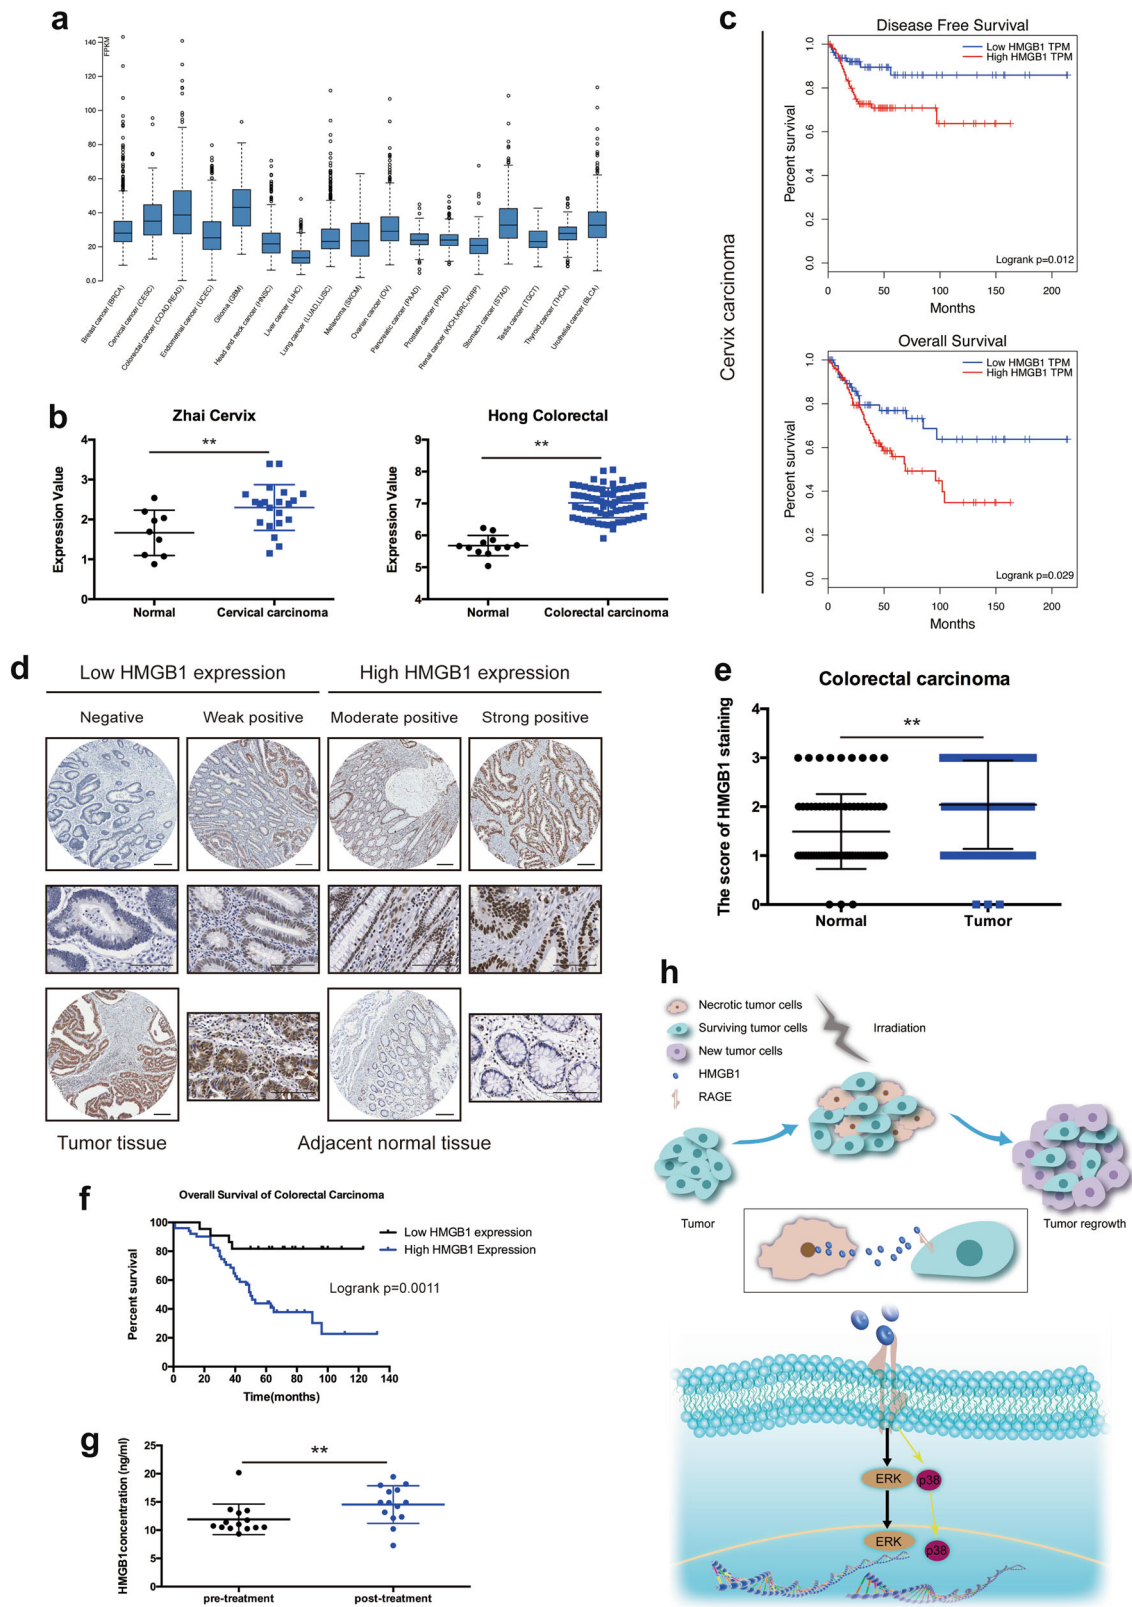 a
FPKM
140
120
100
80
60
40
20
0.0
Breast cancer (BRCA)
Cervical cancer (CESC)
Colorectal cancer (COAD,READ)
Endometrial cancer (UCEC)
Glioma (GBM)
Head and neck cancer (HNSC)
Liver cancer (LIHC)
Lung cancer (LUAD,LUSC)
Melanoma (SKCM)
Ovarian cancer (OV)
Pancreatic cancer (PAAD)
Prostate cancer (PRAD)
Renal cancer (KICH,KIRC,KIRP)
Stomach cancer (STAD)
Testis cancer (TGCT)
Thyroid cancer (THCA)
Urothelial cancer (BLCA)
b
Zhai Cervix
**
Expression Value
4
3
2
1
0
Normal
Cervical carcinoma
Hong Colorectal
**
Expression Value
9
8
7
6
5
4
Normal
Colorectal carcinoma
c
Cervix carcinoma
Disease Free Survival
Low HMGB1 TPM
High HMGB1 TPM
Percent survival
1.0
0.8
0.6
0.4
0.2
0.0
Logrank p=0.012
0 50 100 150 200
Months
Overall Survival
Low HMGB1 TPM
High HMGB1 TPM
Percent survival
1.0
0.8
0.6
0.4
0.2
0.0
Logrank p=0.029
0 50 100 150 200
Months
d
Low HMGB1 expression
High HMGB1 expression
Negative
Weak positive
Moderate positive
Strong positive
Tumor tissue
Adjacent normal tissue
e
Colorectal carcinoma
**
The score of HMGB1 staining
4
3
2
1
0
Normal
Tumor
f
Overall Survival of Colorectal Carcinoma
Low HMGB1 expression
High HMGB1 Expression
Logrank p=0.0011
Percent survival
100
80
60
40
20
0
0 20 40 60 80 100 120 140
Time(months)
g
**
HMGB1concentration (ng/ml)
25
20
15
10
5
0
pre-treatment
post-treatment
h
Necrotic tumor cells
Surviving tumor cells
New tumor cells
HMGB1
RAGE
Irradiation
Tumor
Tumor regrowth
ERK
p38
ERK
p38